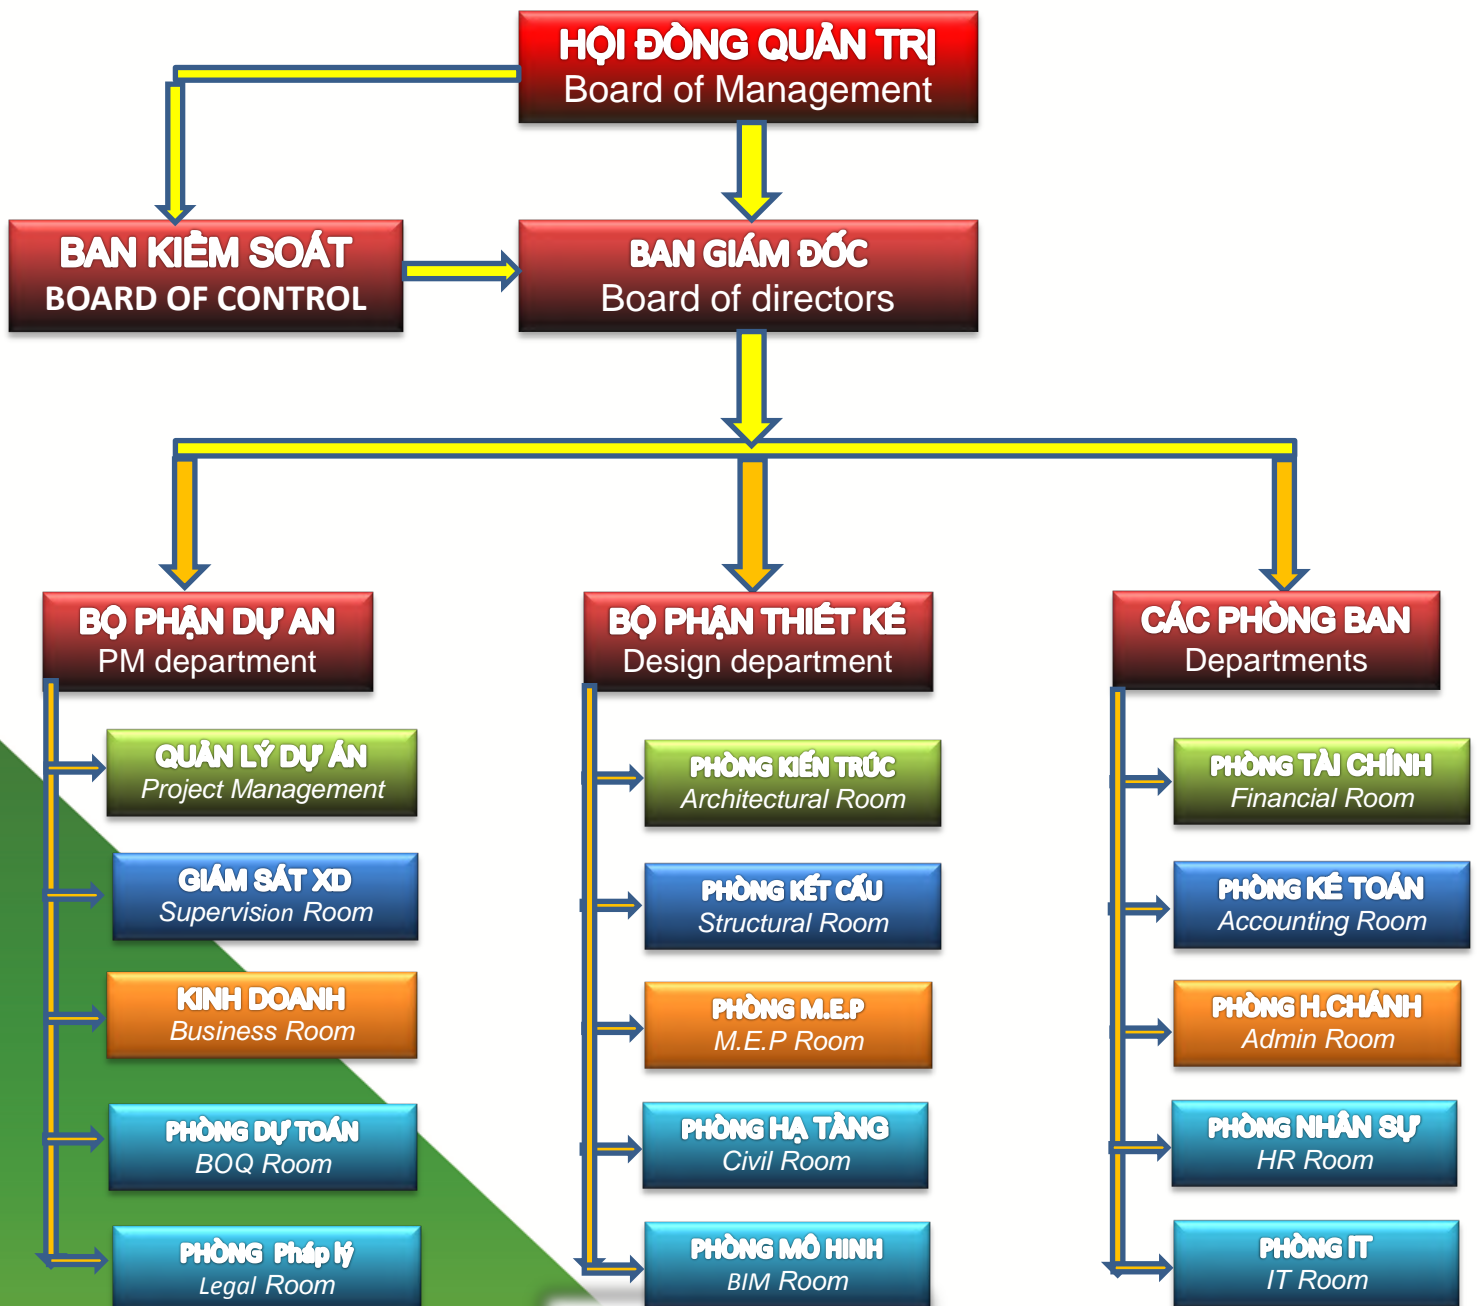 HỘI ĐỒNG QUẢN TRỊ
Board of Management
BAN KIỂM SOÁT
BOARD OF CONTROL
BAN GIÁM ĐỐC
Board of directors
BỘ PHẬN DỰ AN
PM department
QUẢN LÝ DỰ ÁN
Project Management
GIÁM SÁT XD
Supervision Room
KINH DOANH
Business Room
PHÒNG DỰ TOÁN
BOQ Room
PHÒNG Pháp lý
Legal Room
BỘ PHẬN THIẾT KẾ
Design department
PHÒNG KIẾN TRÚC
Architectural Room
PHÒNG KẾT CẤU
Structural Room
PHÒNG M.E.P
M.E.P Room
PHÒNG HẠ TẦNG
Civil Room
PHÒNG MÔ HINH
BIM Room
CÁC PHÒNG BAN
Departments
PHÒNG TÀI CHÍNH
Financial Room
PHÒNG KẾ TOÁN
Accounting Room
PHÒNG H.CHÁNH
Admin Room
PHÒNG NHÂN SỰ
HR Room
PHÒNG IT
IT Room